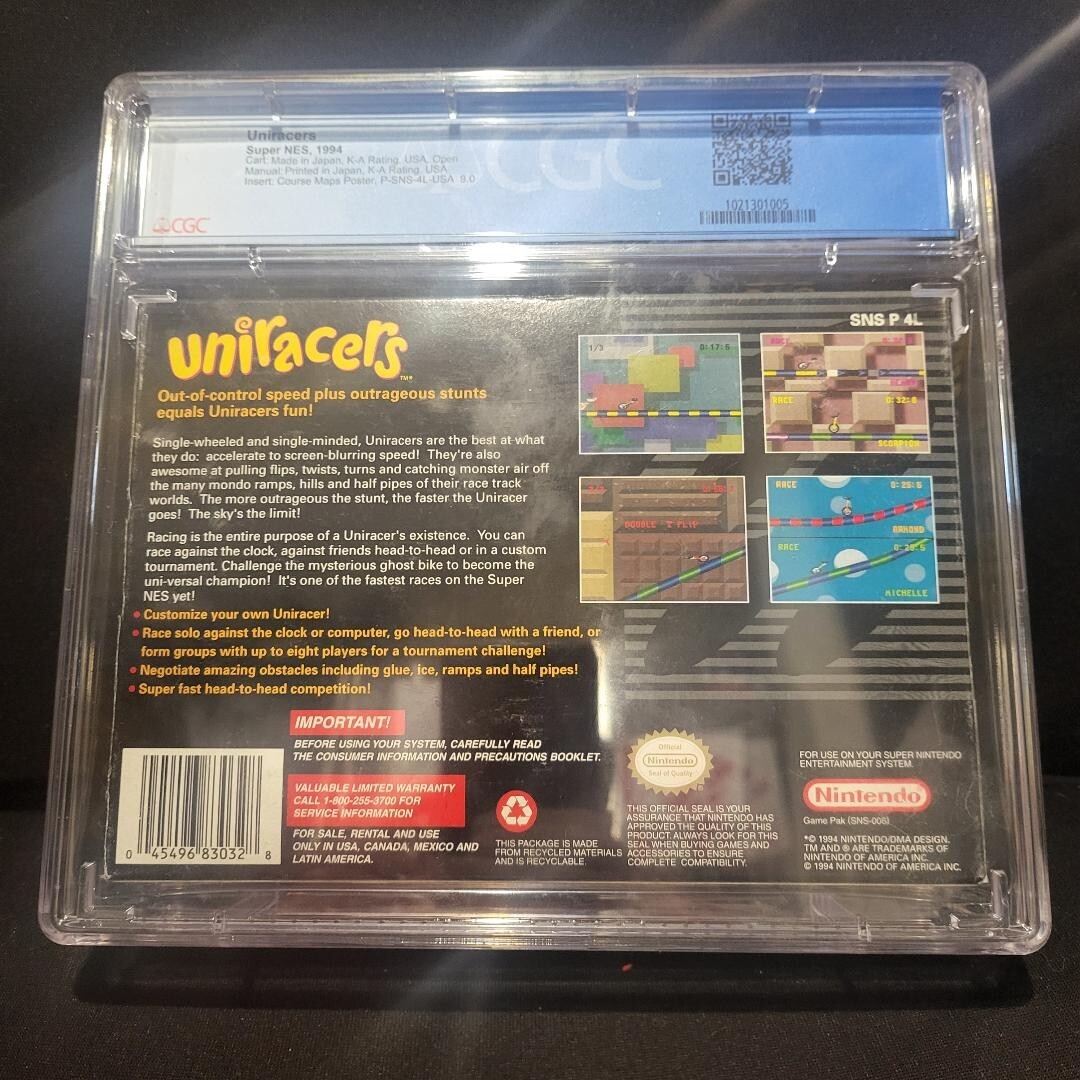 Uniracers
Super NES, 1994
Cart: Made in Japan, K-A Rating, USA, Open
Manual: Printed in Japan, K-A Rating, USA
Insert: Course Maps Poster, P-SNS-4L-USA 9.0
CGC
1021301005
CGC
SNS P 4L
uniracers
TM*
Out-of-control speed plus outrageous stunts
equals Uniracers fun!
Single-wheeled and single-minded, Uniracers are the best at what
they do: accelerate to screen-blurring speed! They're also
awesome at pulling flips, twists, turns and catching monster air off
the many mondo ramps, hills and half pipes of their race track
worlds. The more outrageous the stunt, the faster the Uniracer
goes! The sky's the limit!
Racing is the entire purpose of a Uniracer's existence. You can
race against the clock, against friends head-to-head or in a custom
tournament. Challenge the mysterious ghost bike to become the
uni-versal champion! It's one of the fastest races on the Super
NES yet!
• Customize your own Uniracer!
• Race solo against the clock or computer, go head-to-head with a friend, or
form groups with up to eight players for a tournament challenge!
• Negotiate amazing obstacles including glue, ice, ramps and half pipes!
• Super fast head-to-head competition!
1/3 0:17:5
RACE
RACE 0:32:8
SCORPION
DOUBLE Z FLIP
RACE 0:25:5
ARMOND
RACE 0:25:5
MICHELLE
IMPORTANT!
BEFORE USING YOUR SYSTEM, CAREFULLY READ
THE CONSUMER INFORMATION AND PRECAUTIONS BOOKLET.
VALUABLE LIMITED WARRANTY
CALL 1-800-255-3700 FOR
SERVICE INFORMATION
FOR SALE, RENTAL AND USE
ONLY IN USA, CANADA, MEXICO AND
LATIN AMERICA.
0 45496 83032 8
THIS PACKAGE IS MADE
FROM RECYCLED MATERIALS
AND IS RECYCLABLE.
Official
Nintendo
Seal of Quality
THIS OFFICIAL SEAL IS YOUR
ASSURANCE THAT NINTENDO HAS
APPROVED THE QUALITY OF THIS
PRODUCT. ALWAYS LOOK FOR THIS
SEAL WHEN BUYING GAMES AND
ACCESSORIES TO ENSURE
COMPLETE COMPATIBILITY.
FOR USE ON YOUR SUPER NINTENDO
ENTERTAINMENT SYSTEM.
Nintendo
Game Pak (SNS-006)
*© 1994 NINTENDO/DMA DESIGN.
TM AND ® ARE TRADEMARKS OF
NINTENDO OF AMERICA INC.
© 1994 NINTENDO OF AMERICA INC.